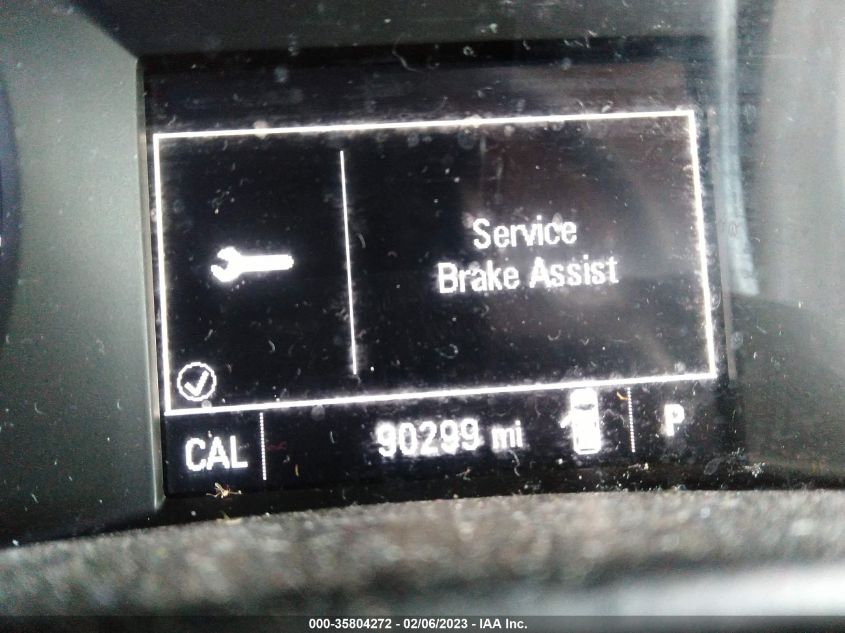 Service
Brake Assist
CAL 90299 mi P
000-35804272 – 02/06/2023 – IAA Inc.